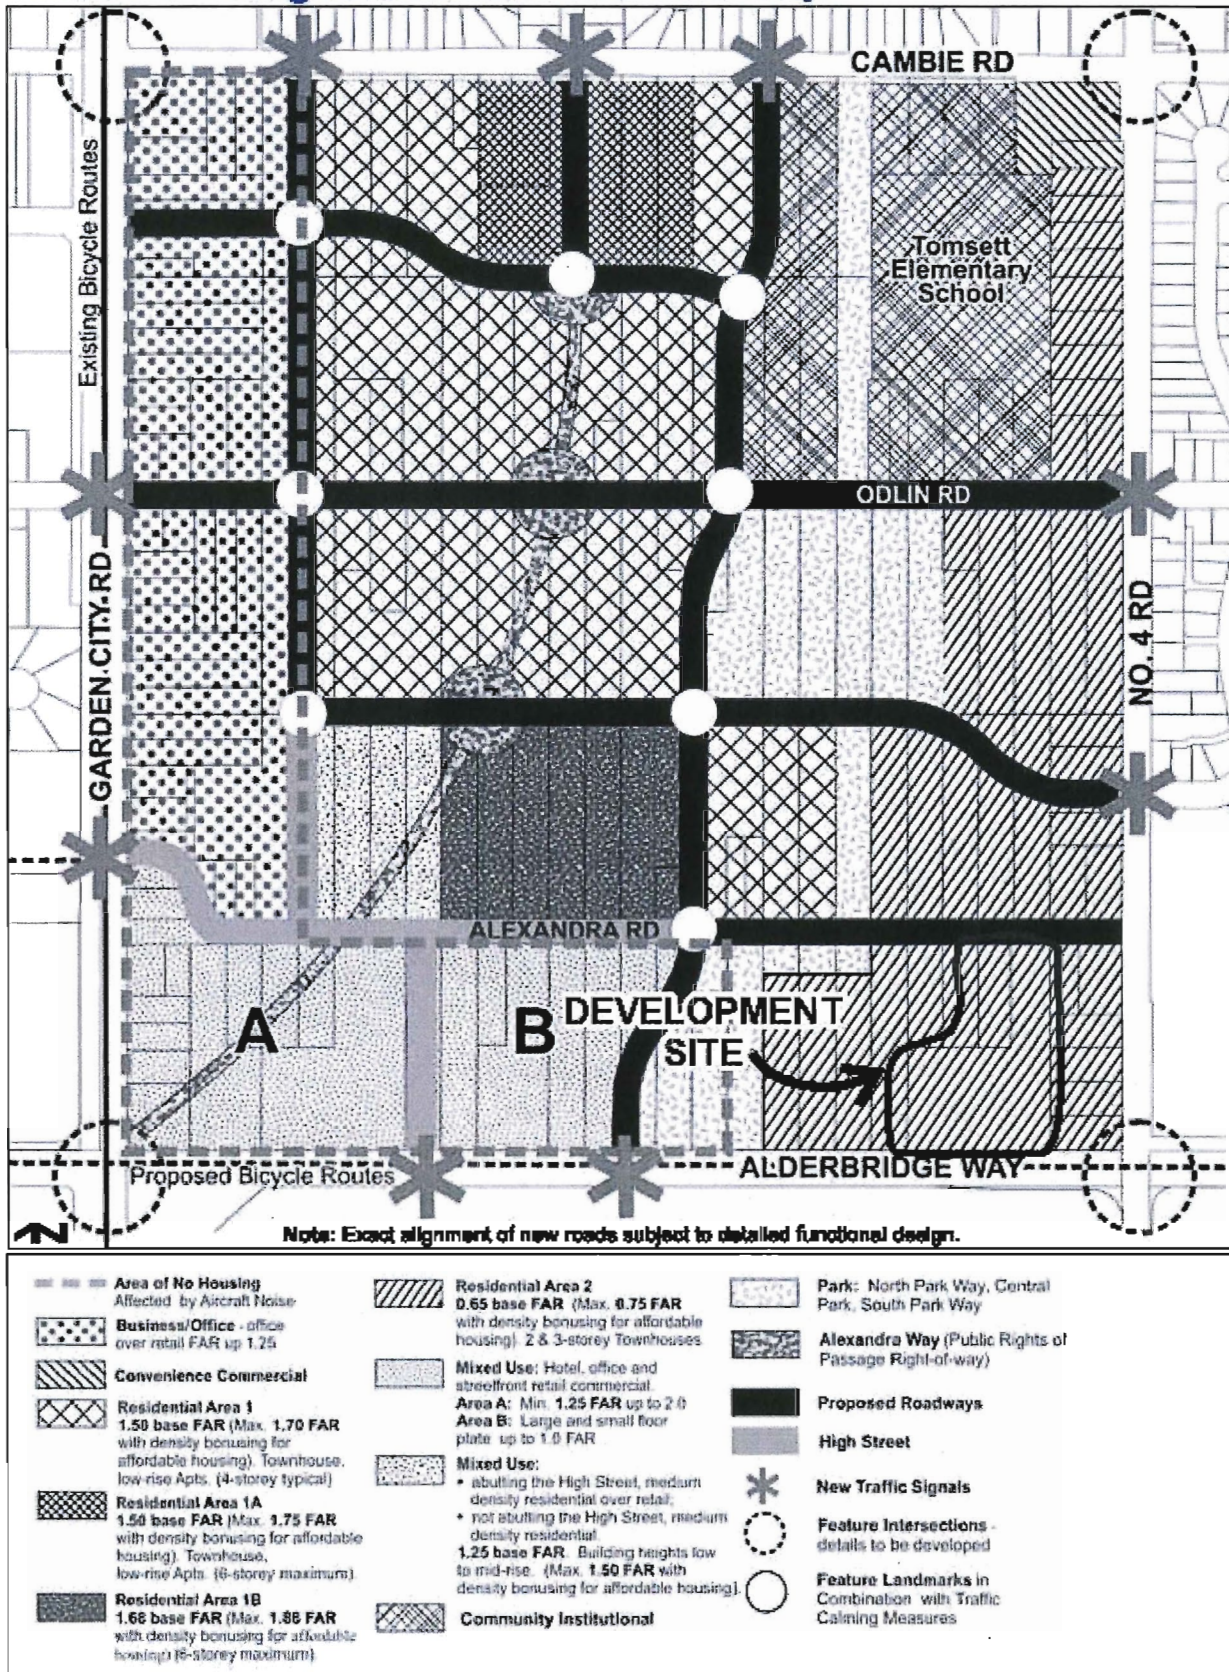 CAMBIE RD
Existing Bicycle Routes
Tomsett
Elementary
School
ODLIN RD
GARDEN CITY RD
NO. 4 RD
ALEXANDRA RD
A
B
DEVELOPMENT
SITE
Proposed Bicycle Routes
ALDERBRIDGE WAY
N
Note: Exact alignment of new roads subject to detailed functional design.
Area of No Housing
Affected by Aircraft Noise
Business/Office - office
over retail FAR up 1.25
Convenience Commercial
Residential Area 1
1.50 base FAR (Max. 1.70 FAR
with density bonusing for
affordable housing). Townhouse,
low-rise Apts. (4-storey typical)
Residential Area 1A
1.50 base FAR (Max. 1.75 FAR
with density bonusing for affordable
housing). Townhouse,
low-rise Apts. (6-storey maximum)
Residential Area 1B
1.68 base FAR (Max. 1.88 FAR
with density bonusing for affordable
housing) (6-storey maximum)
Residential Area 2
0.65 base FAR (Max. 0.75 FAR
with density bonusing for affordable
housing). 2 & 3-storey Townhouses
Mixed Use: Hotel, office and
streetfront retail commercial.
Area A: Min. 1.25 FAR up to 2.0
Area B: Large and small floor
plate up to 1.0 FAR
Mixed Use:
• abutting the High Street, medium
density residential over retail;
• not abutting the High Street, medium
density residential.
1.25 base FAR. Building heights low
to mid-rise. (Max. 1.50 FAR with
density bonusing for affordable housing).
Community Institutional
Park: North Park Way, Central
Park, South Park Way
Alexandra Way (Public Rights of
Passage Right-of-way)
Proposed Roadways
High Street
New Traffic Signals
Feature Intersections -
details to be developed
Feature Landmarks in
Combination with Traffic
Calming Measures